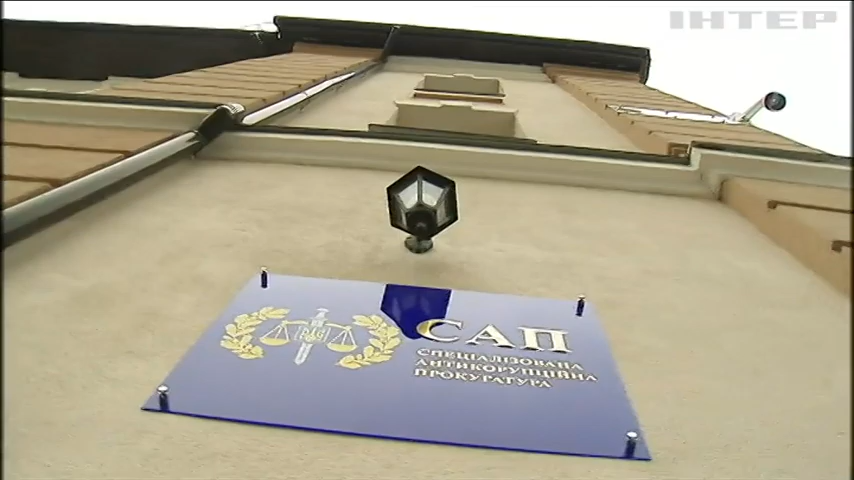 ІНТЕР
САП
СПЕЦІАЛІЗОВАНА
АНТИКОРУПЦІЙНА
ПРОКУРАТУРА